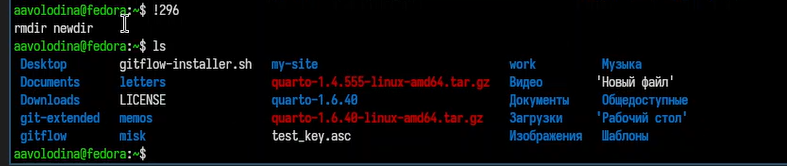 aavolodina@fedora:~$ !296
rmdir newdir
aavolodina@fedora:~$ ls
Desktop gitflow-installer.sh my-site work Музыка
Documents letters quarto-1.4.555-linux-amd64.tar.gz Видео 'Новый файл'
Downloads LICENSE quarto-1.6.40 Документы Общедоступные
git-extended memos quarto-1.6.40-linux-amd64.tar.gz Загрузки 'Рабочий стол'
gitflow misk test_key.asc Изображения Шаблоны
aavolodina@fedora:~$